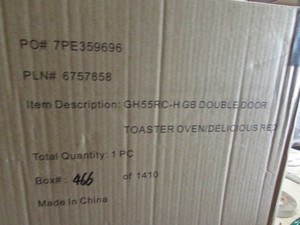 PO# 7PE359696
PLN# 6757858
Item Description: GH55RC-H GB DOUBLE DOOR
TOASTER OVEN/DELICIOUS RED
Total Quantity: 1 PC
Box#: 466 of 1410
Made in China